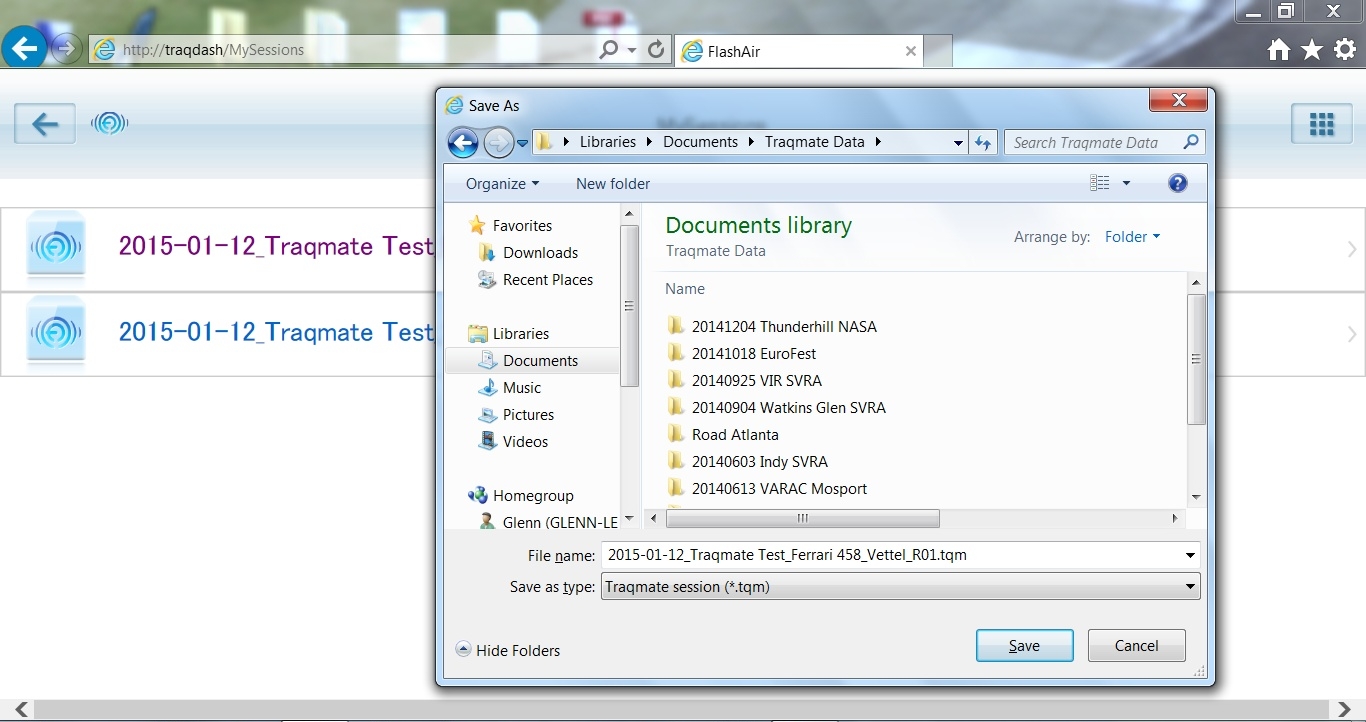 http://traqdash/MySessions
FlashAir
Save As
MySessions
Libraries Documents Traqmate Data
Search Traqmate Data
Organize New folder
2015-01-12_Traqmate Test
2015-01-12_Traqmate Test_
Favorites
Downloads
Recent Places
Libraries
Documents
Music
Pictures
Videos
Homegroup
Glenn (GLENN-LE
Documents library
Traqmate Data
Arrange by: Folder
Name
20141204 Thunderhill NASA
20141018 EuroFest
20140925 VIR SVRA
20140904 Watkins Glen SVRA
Road Atlanta
20140603 Indy SVRA
20140613 VARAC Mosport
File name: 2015-01-12_Traqmate Test_Ferrari 458_Vettel_R01.tqm
Save as type: Traqmate session (*.tqm)
Hide Folders
Save
Cancel